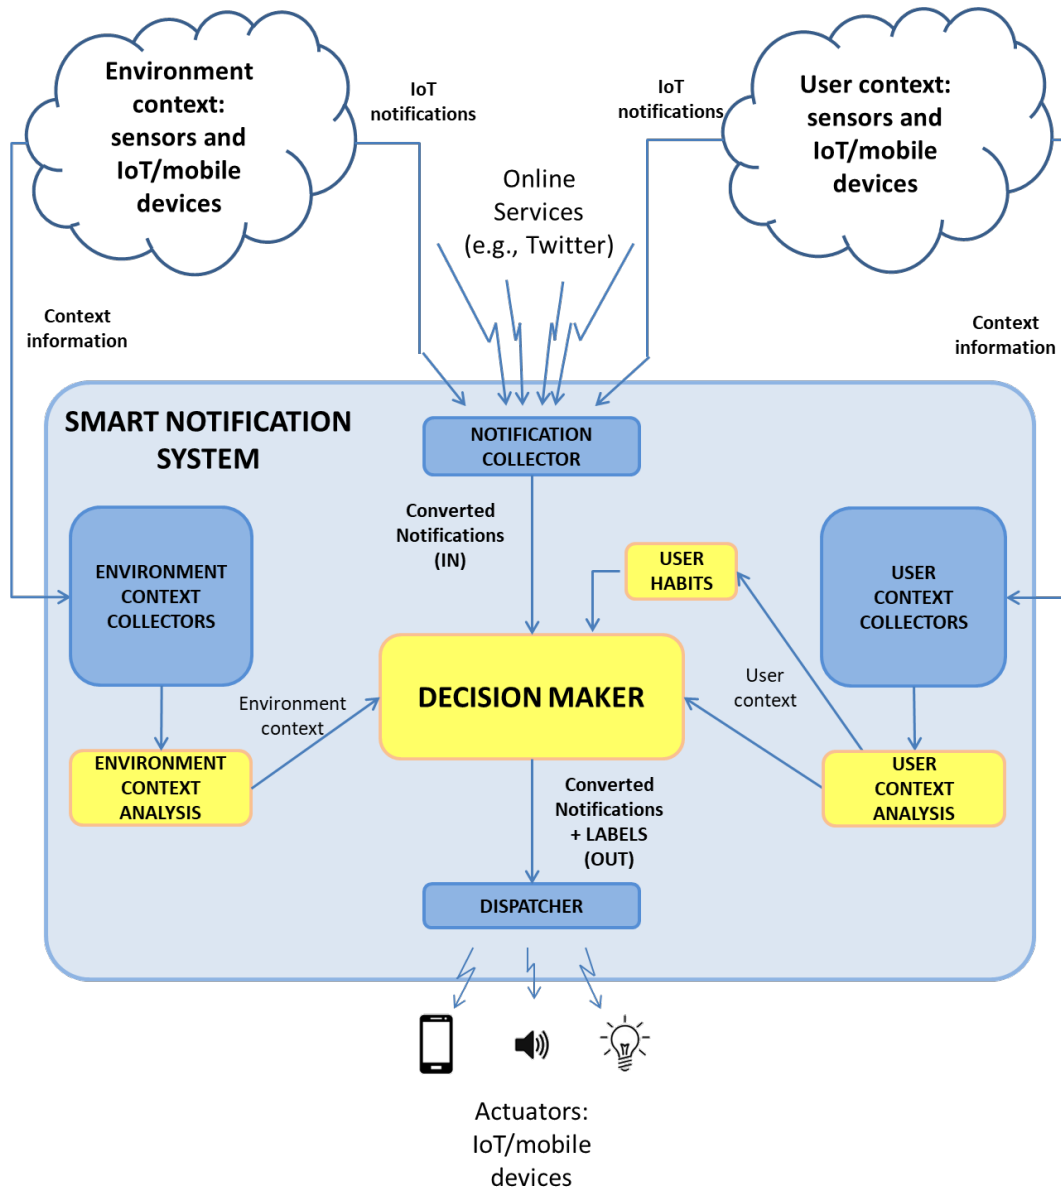 Environment
context:
sensors and
IoT/mobile
devices
IoT
notifications
Online
Services
(e.g., Twitter)
IoT
notifications
User context:
sensors and
IoT/mobile
devices
Context
information
Context
information
SMART NOTIFICATION
SYSTEM
NOTIFICATION
COLLECTOR
Converted
Notifications
(IN)
ENVIRONMENT
CONTEXT
COLLECTORS
USER
HABITS
USER
CONTEXT
COLLECTORS
DECISION MAKER
Environment
context
User
context
ENVIRONMENT
CONTEXT
ANALYSIS
USER
CONTEXT
ANALYSIS
Converted
Notifications
+ LABELS
(OUT)
DISPATCHER
Actuators:
IoT/mobile
devices